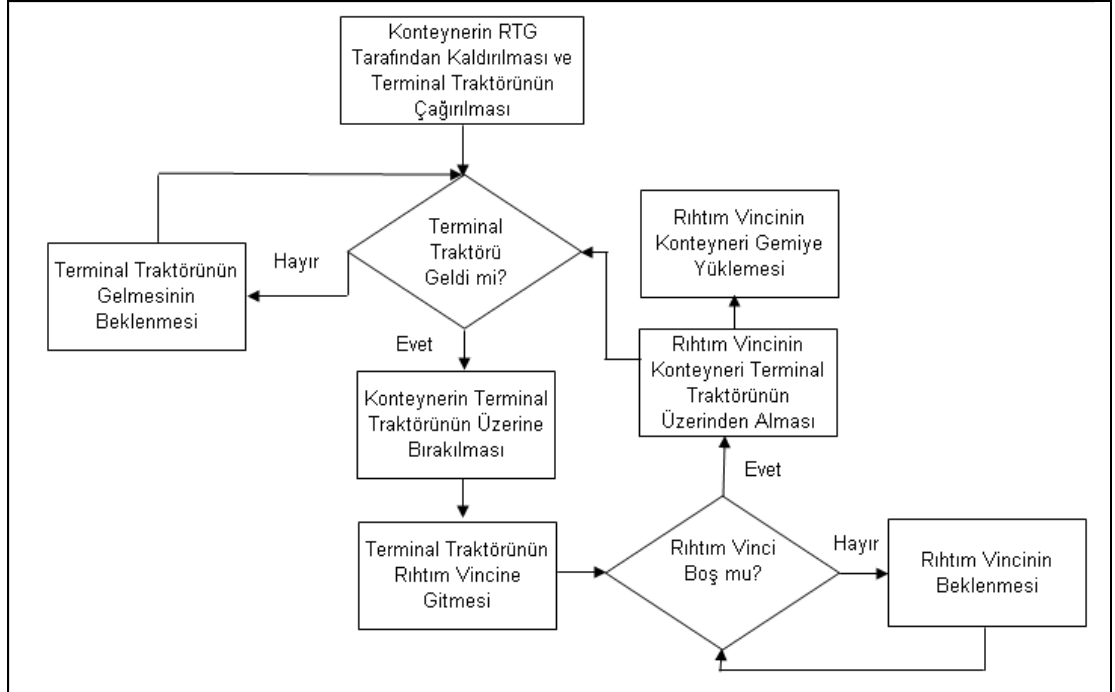 Konteynerin RTG
Tarafından Kaldırılması ve
Terminal Traktörünün
Çağırılması
Terminal
Traktörü
Geldi mi?
Hayır
Terminal Traktörünün
Gelmesinin
Beklenmesi
Evet
Konteynerin Terminal
Traktörünün Üzerine
Bırakılması
Terminal Traktörünün
Rıhtım Vincine
Gitmesi
Rıhtım Vinci
Boş mu?
Hayır
Rıhtım Vincinin
Beklenmesi
Evet
Rıhtım Vincinin
Konteyneri Terminal
Traktörünün
Üzerinden Alması
Rıhtım Vincinin
Konteyneri Gemiye
Yüklemesi